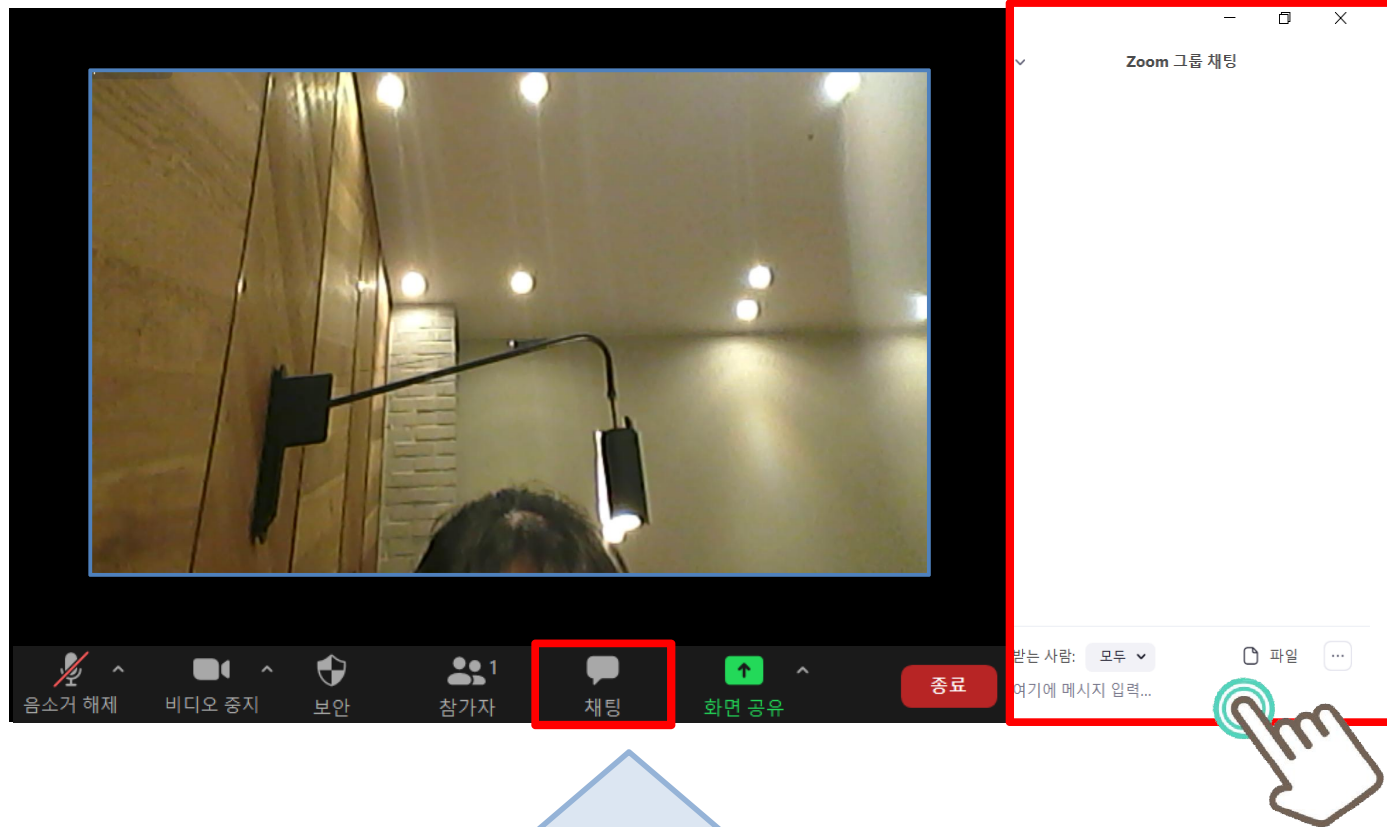 Zoom 그룹 채팅
받는 사람: 모두
파일
여기에 메시지 입력...
1
음소거 해제
비디오 중지
보안
참가자
채팅
화면 공유
종료